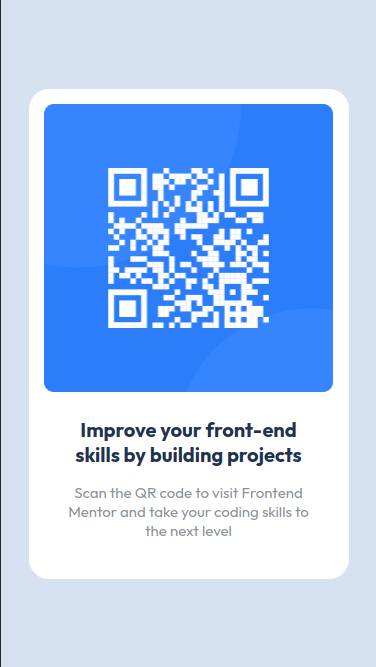 Improve your front-end
skills by building projects
Scan the QR code to visit Frontend
Mentor and take your coding skills to
the next level